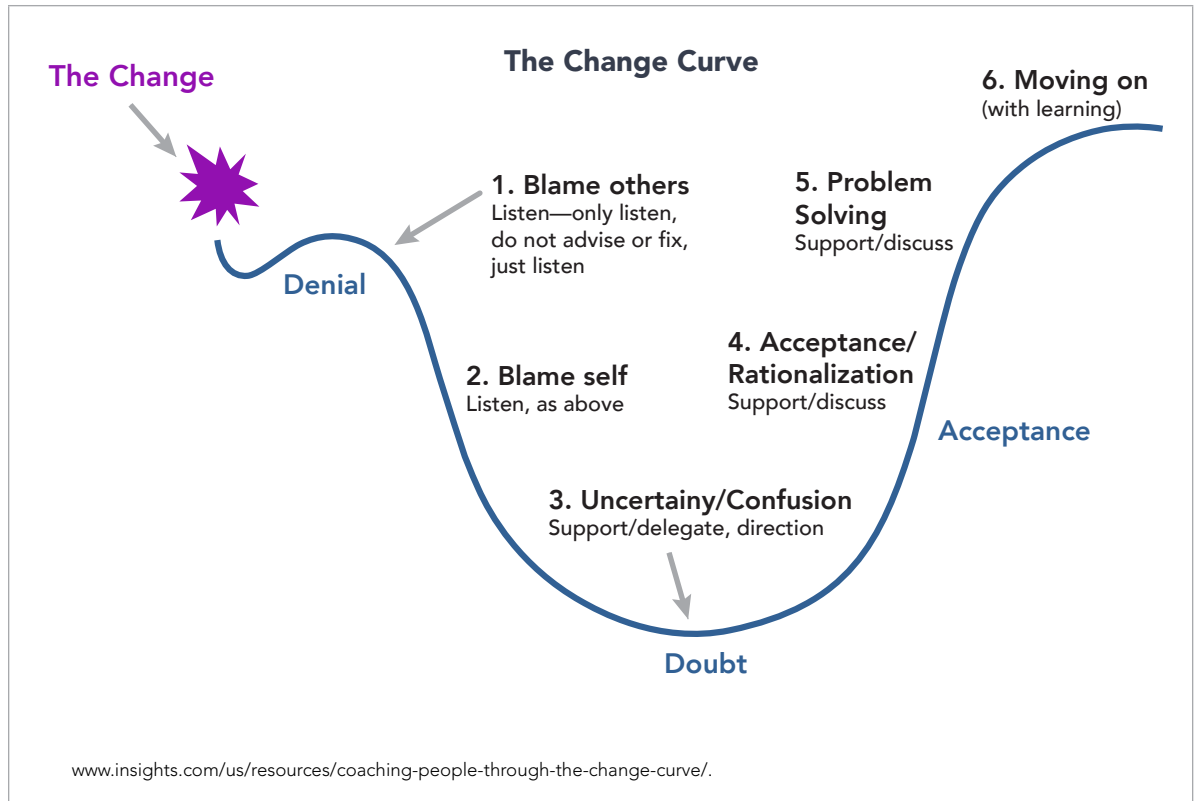 The Change Curve
The Change
Denial
1. Blame others
Listen—only listen,
do not advise or fix,
just listen
2. Blame self
Listen, as above
3. Uncertainy/Confusion
Support/delegate, direction
Doubt
4. Acceptance/
Rationalization
Support/discuss
Acceptance
5. Problem
Solving
Support/discuss
6. Moving on
(with learning)
www.insights.com/us/resources/coaching-people-through-the-change-curve/.